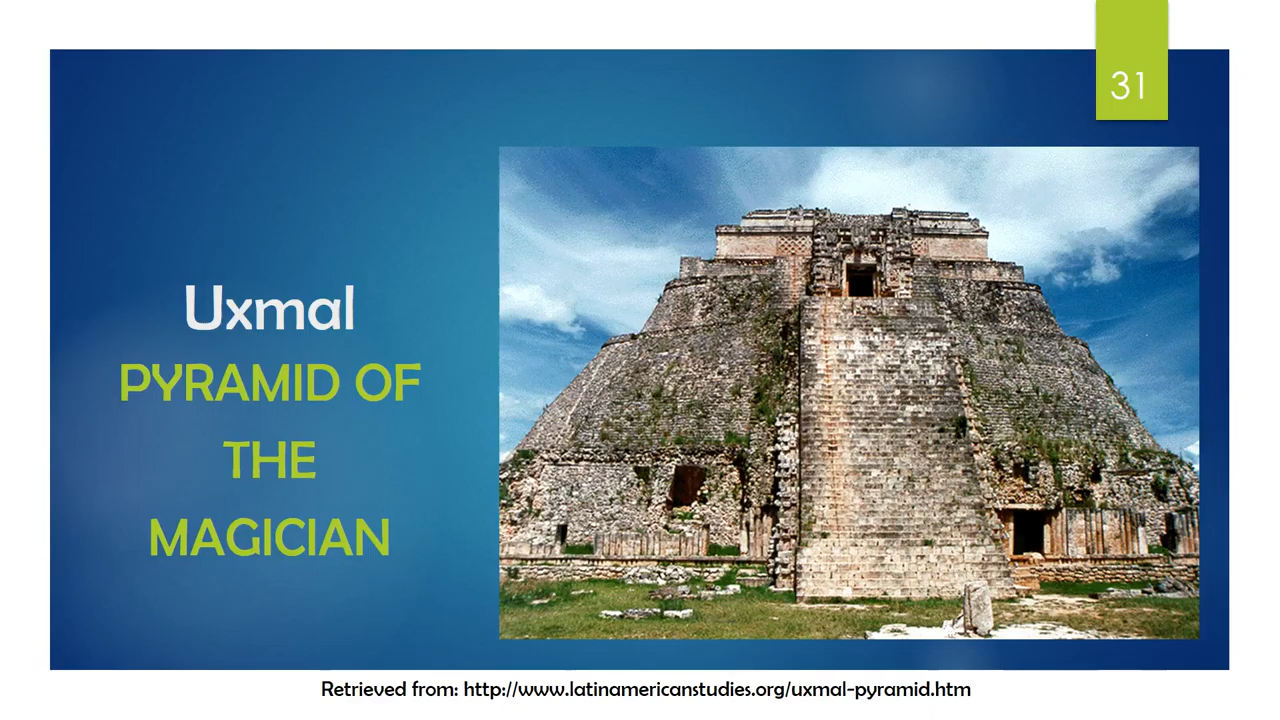 31
Uxmal
PYRAMID OF
THE
MAGICIAN
Retrieved from: http://www.latinamericanstudies.org/uxmal-pyramid.htm